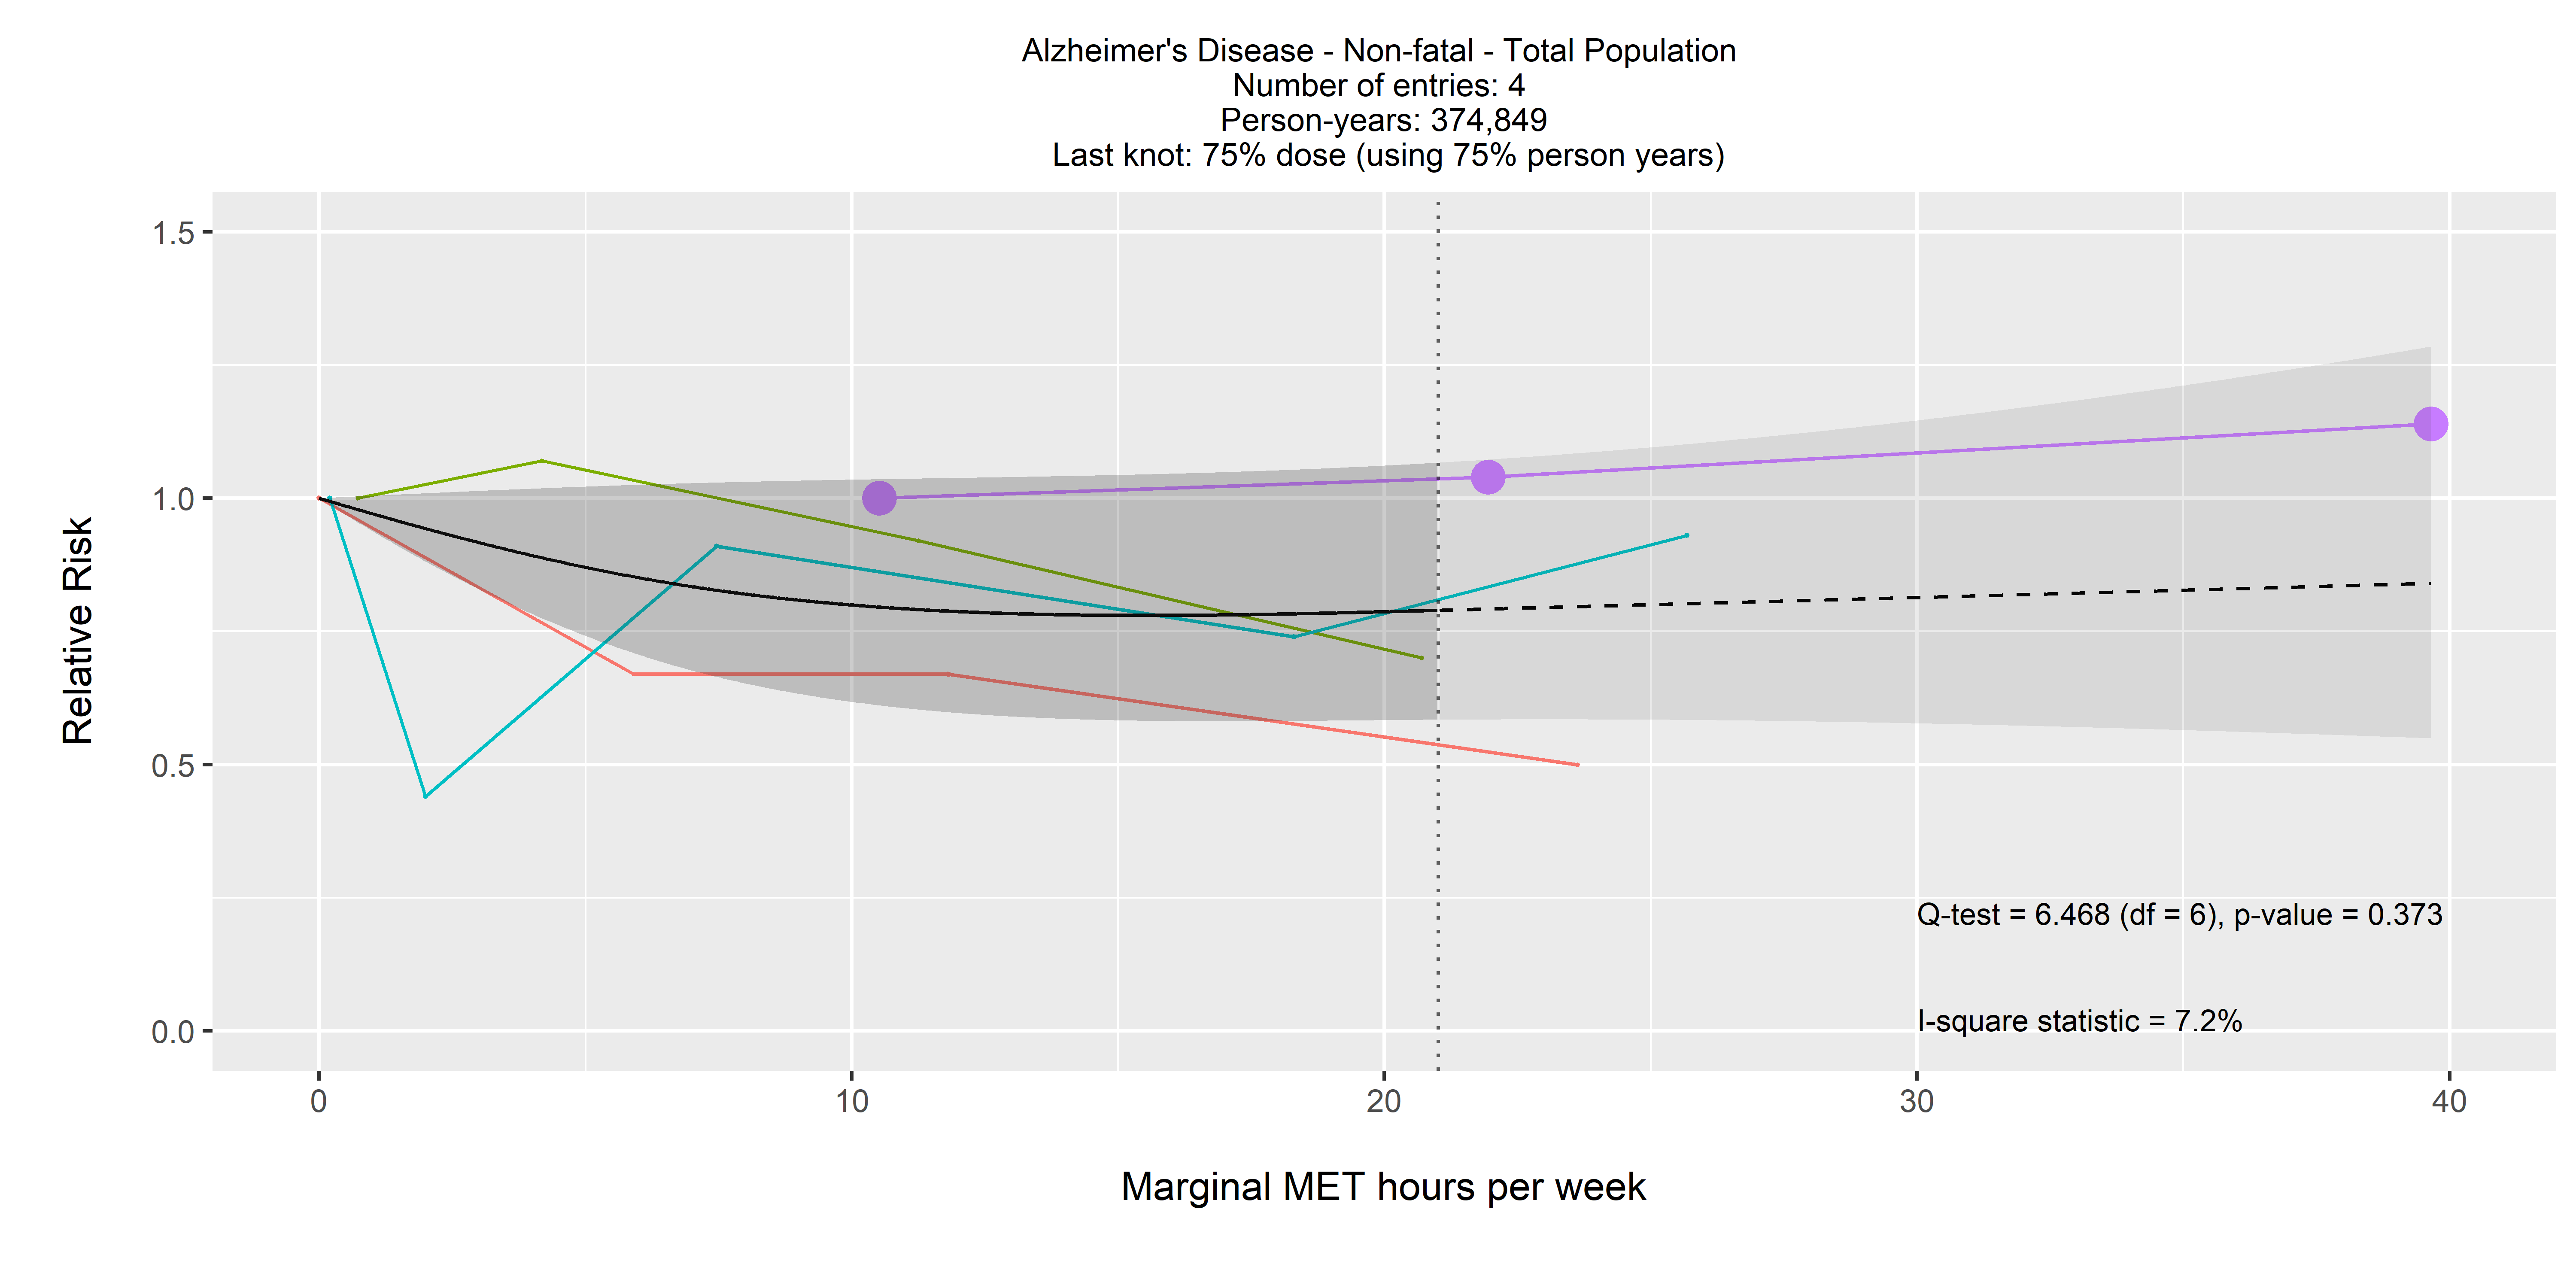 Alzheimer's Disease - Non-fatal - Total Population
Number of entries: 4
Person-years: 374,849
Last knot: 75% dose (using 75% person years)
1.5
1.0
0.5
0.0
Relative Risk
Q-test = 6.468 (df = 6), p-value = 0.373
I-square statistic = 7.2%
0 10 20 30 40
Marginal MET hours per week